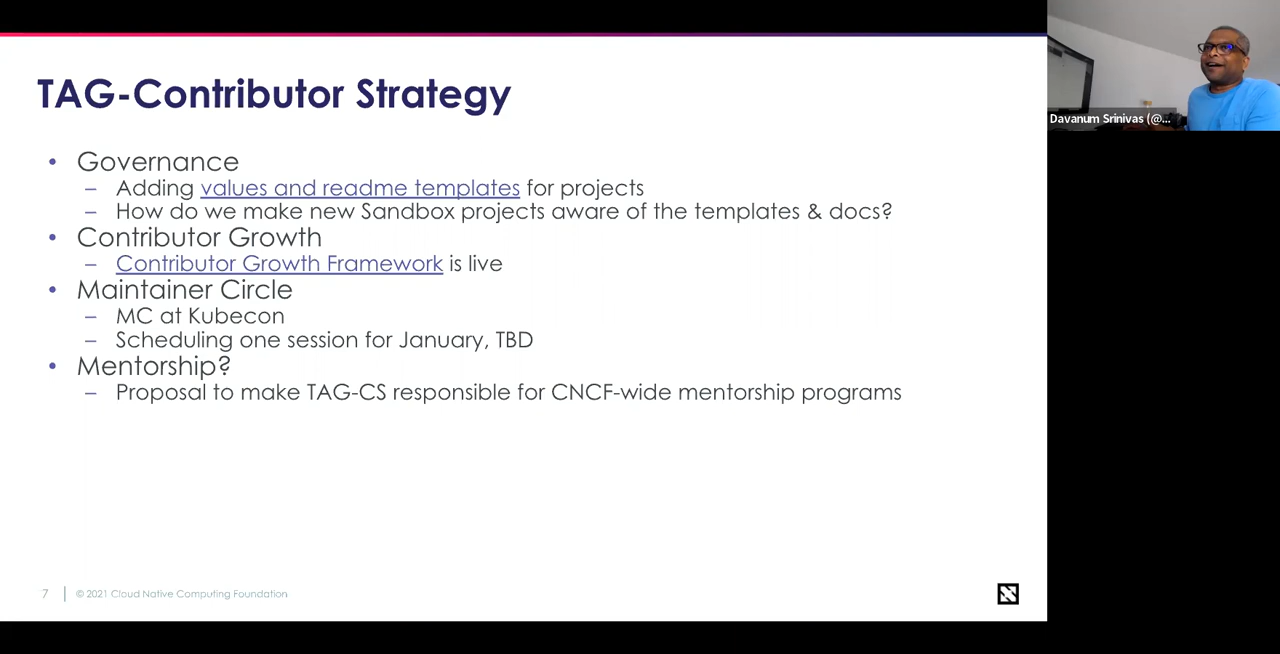 TAG-Contributor Strategy
• Governance
– Adding values and readme templates for projects
– How do we make new Sandbox projects aware of the templates & docs?
• Contributor Growth
– Contributor Growth Framework is live
• Maintainer Circle
– MC at Kubecon
– Scheduling one session for January, TBD
• Mentorship?
– Proposal to make TAG-CS responsible for CNCF-wide mentorship programs
7 | © 2021 Cloud Native Computing Foundation
Davanum Srinivas (@...